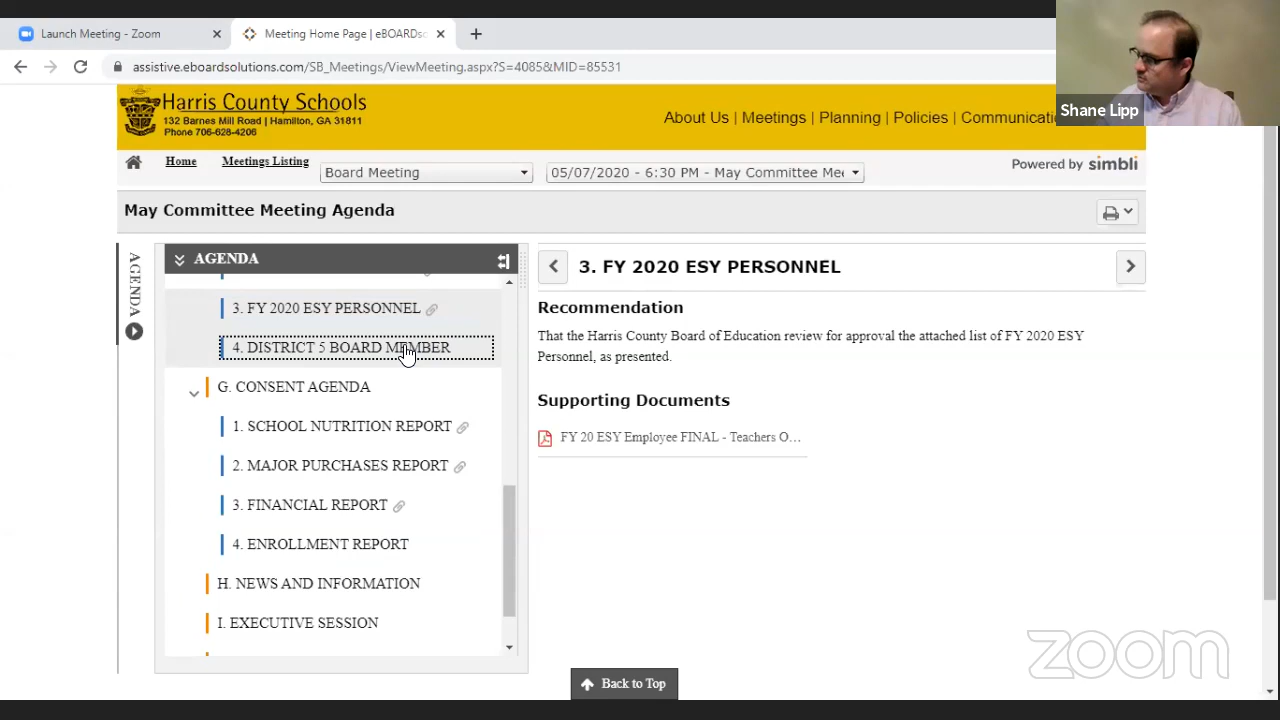 Launch Meeting - Zoom
Meeting Home Page | eBOARDsc
assistive.eboardsolutions.com/SB_Meetings/ViewMeeting.aspx?S=4085&MID=85531
Shane Lipp
Harris County Schools
132 Barnes Mill Road | Hamilton, GA 31811
Phone 706-628-4206
About Us | Meetings | Planning | Policies | Communicatio
Home
Meetings Listing
Board Meeting
05/07/2020 - 6:30 PM - May Committee Mee
Powered by simbli
May Committee Meeting Agenda
AGENDA
AGENDA
3. FY 2020 ESY PERSONNEL
4. DISTRICT 5 BOARD MEMBER
G. CONSENT AGENDA
1. SCHOOL NUTRITION REPORT
2. MAJOR PURCHASES REPORT
3. FINANCIAL REPORT
4. ENROLLMENT REPORT
H. NEWS AND INFORMATION
I. EXECUTIVE SESSION
3. FY 2020 ESY PERSONNEL
Recommendation
That the Harris County Board of Education review for approval the attached list of FY 2020 ESY
Personnel, as presented.
Supporting Documents
FY 20 ESY Employee FINAL - Teachers O...
zoom
Back to Top